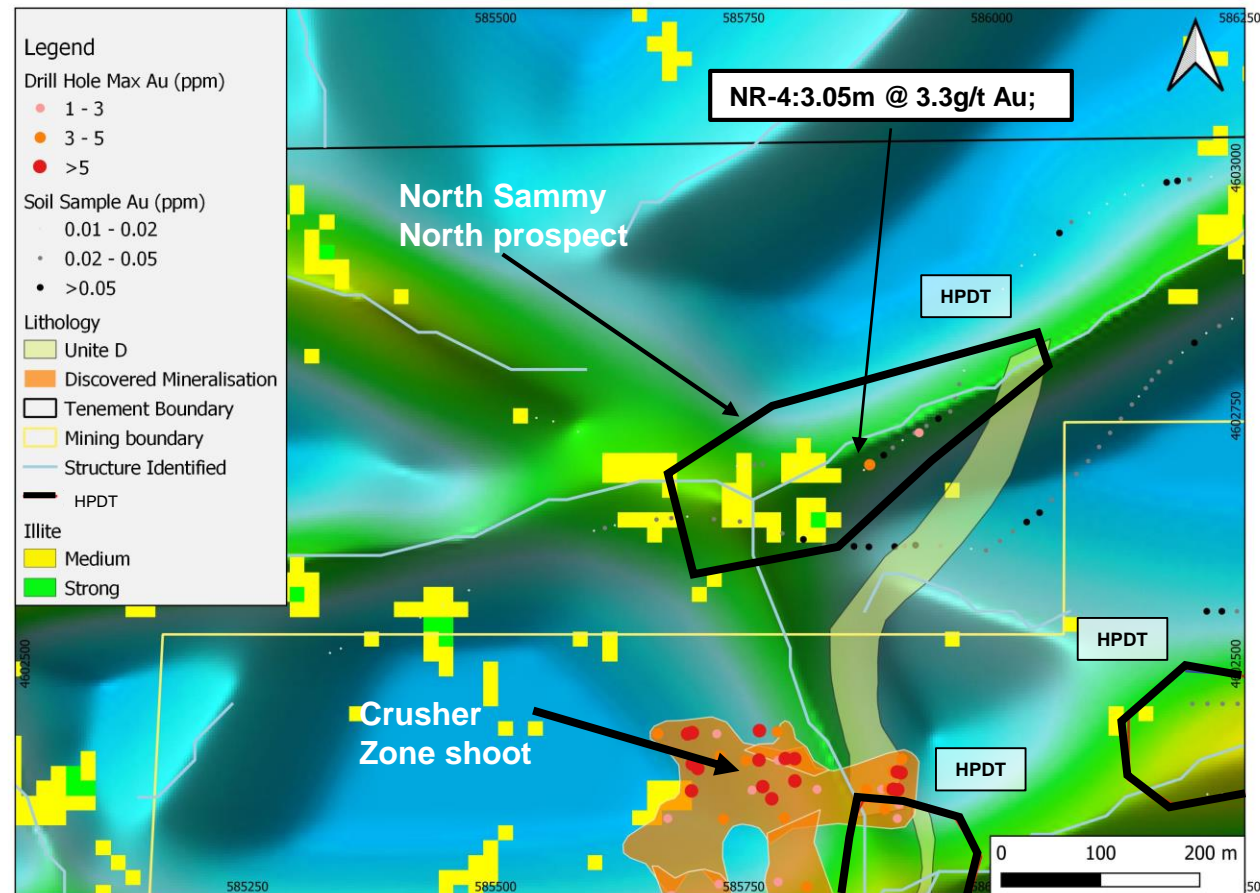 585500
585750
586000
586250
Legend
Drill Hole Max Au (ppm)
1 - 3
3 - 5
>5
Soil Sample Au (ppm)
0.01 - 0.02
0.02 - 0.05
>0.05
Lithology
Unite D
Discovered Mineralisation
Tenement Boundary
Mining boundary
Structure Identified
HPDT
Illite
Medium
Strong
NR-4:3.05m @ 3.3g/t Au;
4603000
North Sammy
North prospect
HPDT
4602750
HPDT
4602500
4602500
Crusher
Zone shoot
HPDT
0 100 200 m
585250
585500
585750